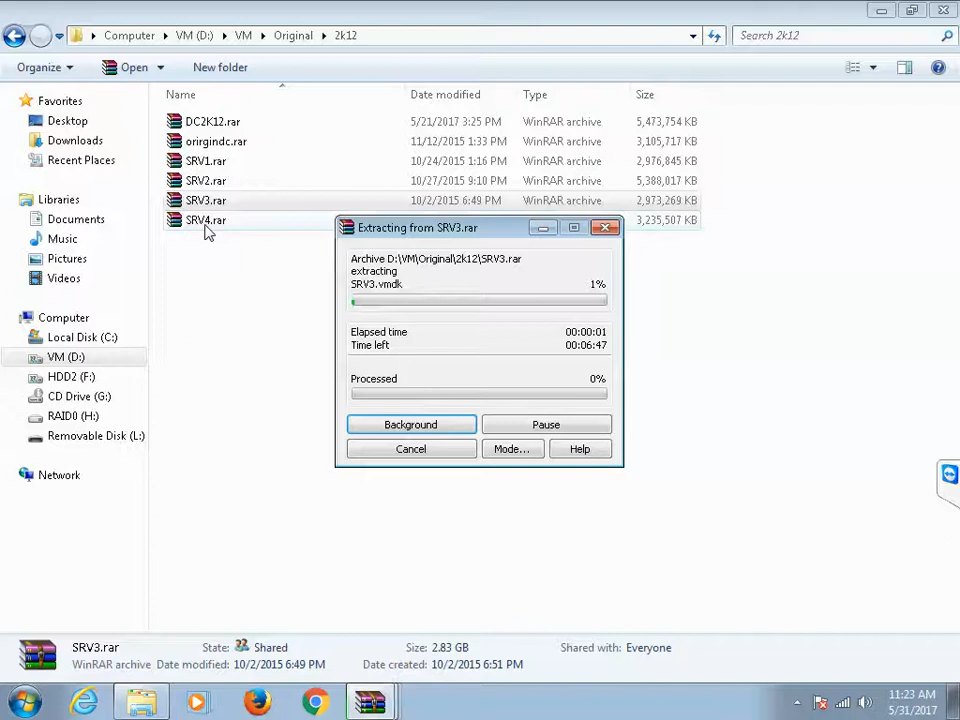 Computer VM (D:) VM Original 2k12
Search 2k12
Organize Open New folder
Name Date modified Type Size
Favorites
Desktop
Downloads
Recent Places
Libraries
Documents
Music
Pictures
Videos
Computer
Local Disk (C:)
VM (D:)
HDD2 (F:)
CD Drive (G:)
RAID0 (H:)
Removable Disk (L:)
Network
DC2K12.rar 5/21/2017 3:25 PM WinRAR archive 5,473,754 KB
orirgindc.rar 11/12/2015 1:33 PM WinRAR archive 3,105,717 KB
SRV1.rar 10/24/2015 1:16 PM WinRAR archive 2,976,845 KB
SRV2.rar 10/27/2015 9:10 PM WinRAR archive 5,388,017 KB
SRV3.rar 10/2/2015 6:49 PM WinRAR archive 2,973,269 KB
SRV4.rar 3,235,507 KB
Extracting from SRV3.rar
Archive D:\VM\Original\2k12\SRV3.rar
extracting
SRV3.vmdk 1%
Elapsed time 00:00:01
Time left 00:06:47
Processed 0%
Background Pause
Cancel Mode... Help
SRV3.rar State: Shared Size: 2.83 GB Shared with: Everyone
WinRAR archive Date modified: 10/2/2015 6:49 PM Date created: 10/2/2015 6:51 PM
11:23 AM
5/31/2017